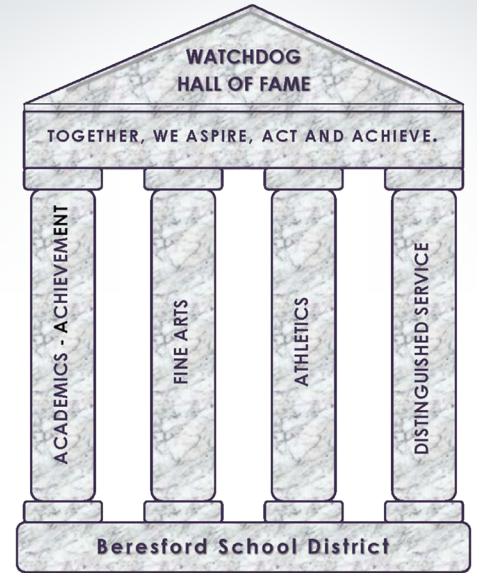 WATCHDOG
HALL OF FAME
TOGETHER, WE ASPIRE, ACT AND ACHIEVE.
ACADEMICS - ACHIEVEMENT
FINE ARTS
ATHLETICS
DISTINGUISHED SERVICE
Beresford School District